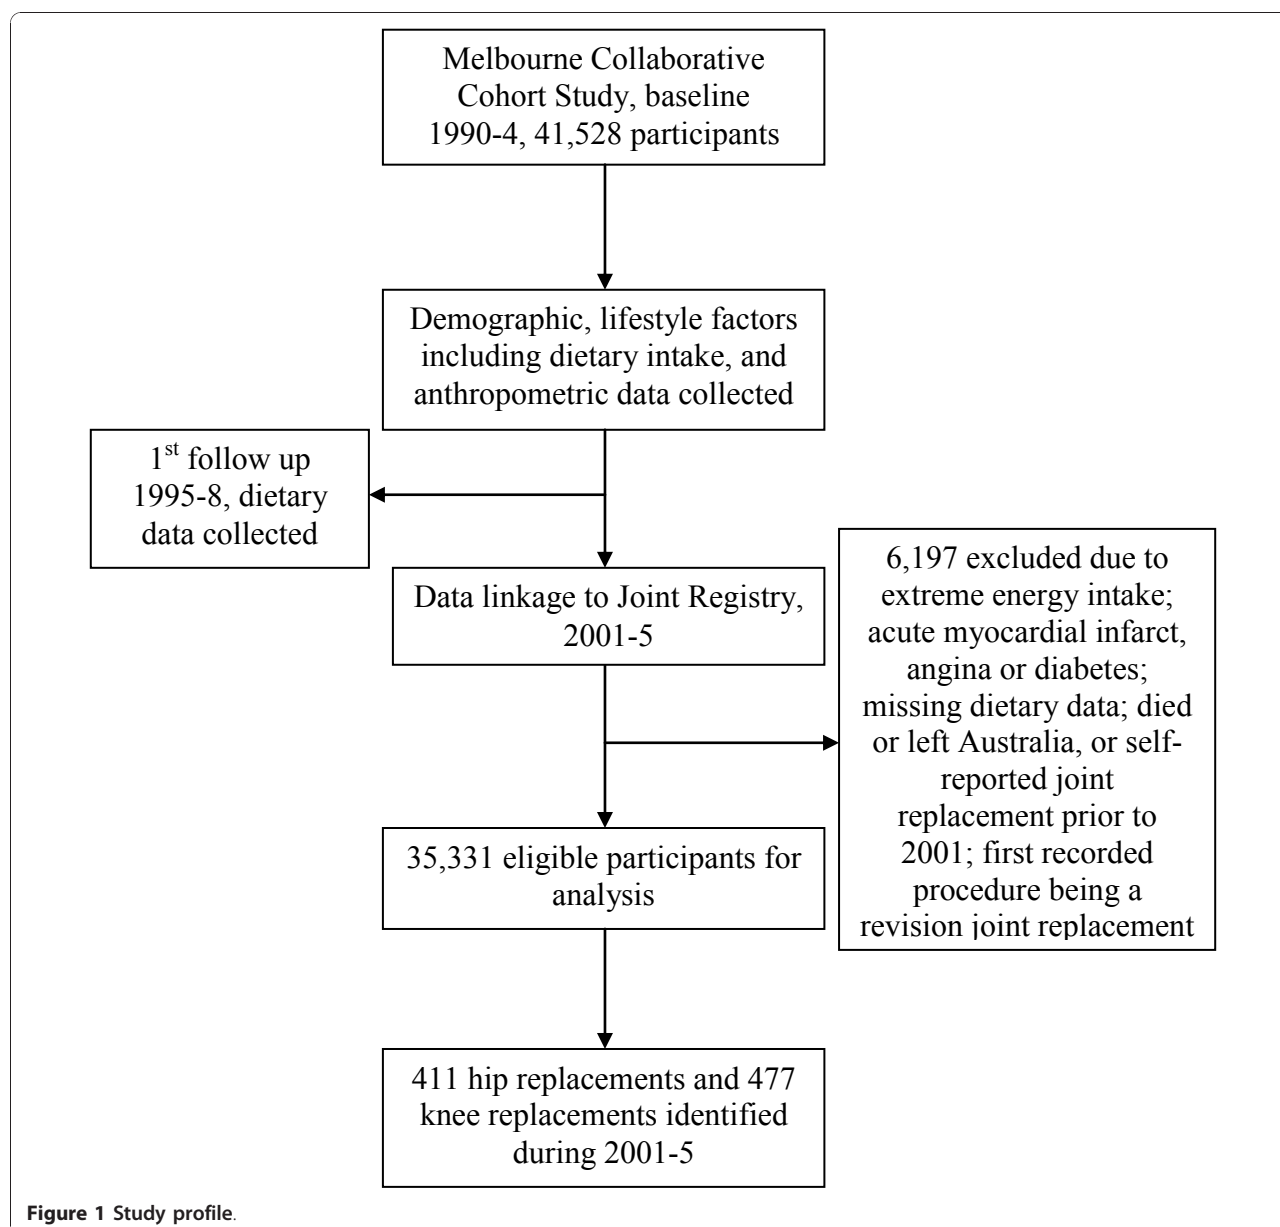 Melbourne Collaborative
Cohort Study, baseline
1990-4, 41,528 participants
Demographic, lifestyle factors
including dietary intake, and
anthropometric data collected
1st follow up
1995-8, dietary
data collected
Data linkage to Joint Registry,
2001-5
6,197 excluded due to
extreme energy intake;
acute myocardial infarct,
angina or diabetes;
missing dietary data; died
or left Australia, or self-
reported joint
replacement prior to
2001; first recorded
procedure being a
revision joint replacement
35,331 eligible participants for
analysis
411 hip replacements and 477
knee replacements identified
during 2001-5
Figure 1 Study profile.